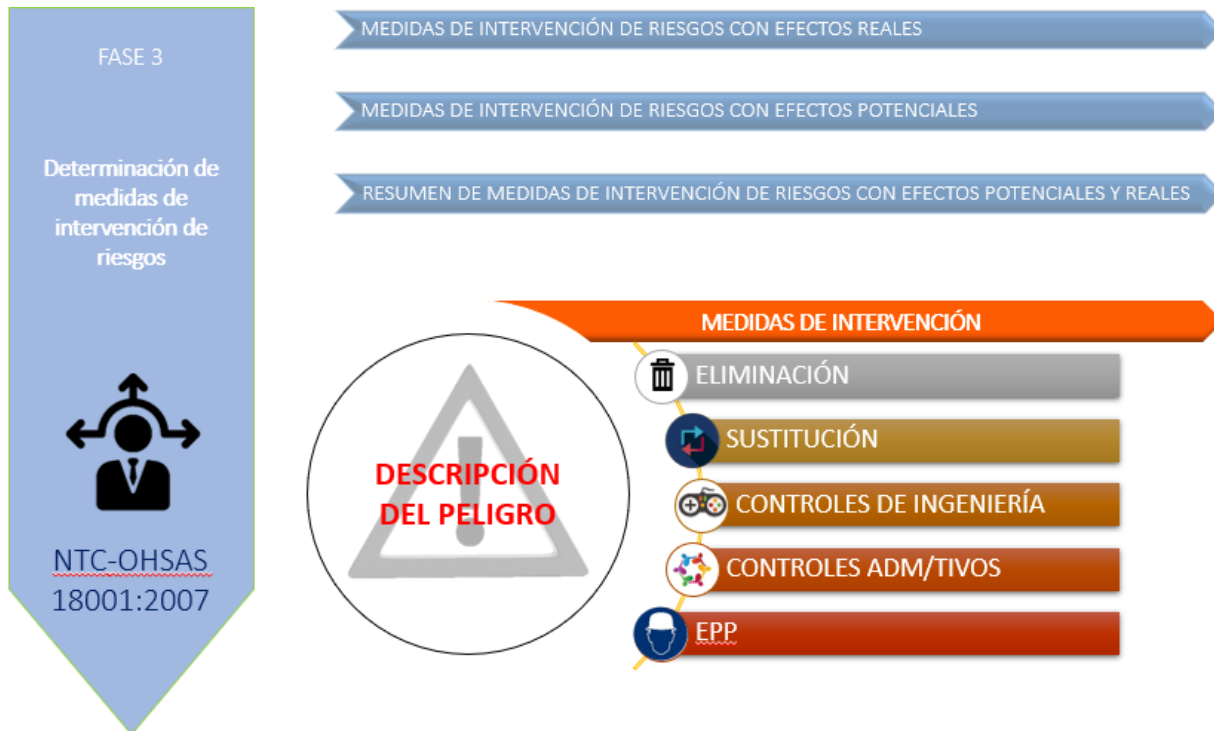 FASE 3
Determinación de
medidas de
intervención de
riesgos
NTC-OHSAS
18001:2007
MEDIDAS DE INTERVENCIÓN DE RIESGOS CON EFECTOS REALES
MEDIDAS DE INTERVENCIÓN DE RIESGOS CON EFECTOS POTENCIALES
RESUMEN DE MEDIDAS DE INTERVENCIÓN DE RIESGOS CON EFECTOS POTENCIALES Y REALES
DESCRIPCIÓN
DEL PELIGRO
MEDIDAS DE INTERVENCIÓN
ELIMINACIÓN
SUSTITUCIÓN
CONTROLES DE INGENIERÍA
CONTROLES ADM/TIVOS
EPP